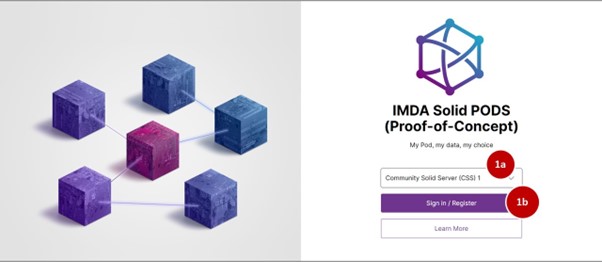 IMDA Solid PODS
(Proof-of-Concept)
My Pod, my data, my choice
1a
Community Solid Server (CSS) 1
Sign in / Register
1b
Learn More